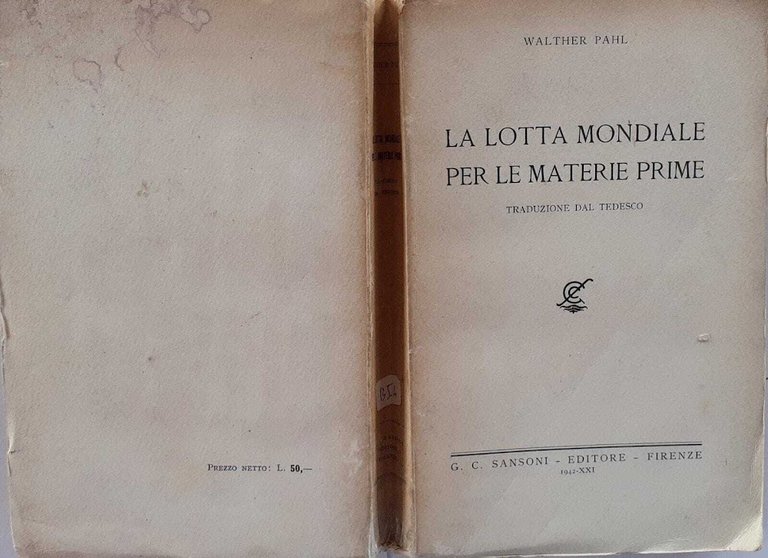 WALTHER PAHL
LA LOTTA MONDIALE
PER LE MATERIE PRIME
TRADUZIONE DAL TEDESCO
G. C. SANSONI - EDITORE - FIRENZE
1942-XXI
PREZZO NETTO: L. 50,—